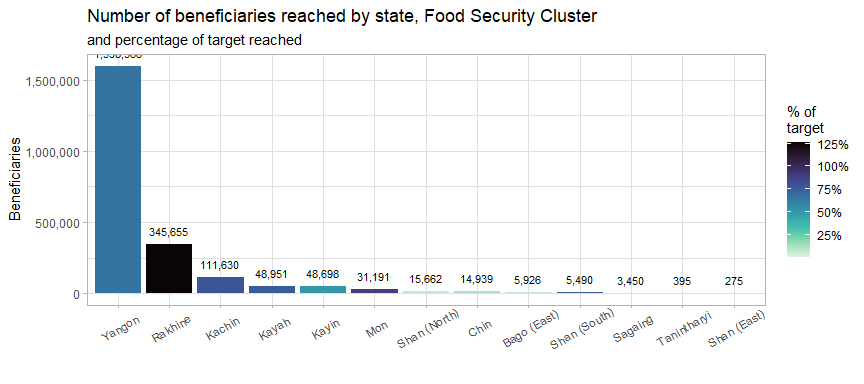 Number of beneficiaries reached by state, Food Security Cluster
and percentage of target reached
Beneficiaries
1,500,000
1,000,000
500,000
0
345,655
111,630
48,951
48,698
31,191
15,662
14,939
5,926
5,490
3,450
395
275
Yangon
Rakhine
Kachin
Kayah
Kayin
Mon
Shan (North)
Chin
Bago (East)
Shan (South)
Sagaing
Tanintharyi
Shan (East)
% of
target
125%
100%
75%
50%
25%